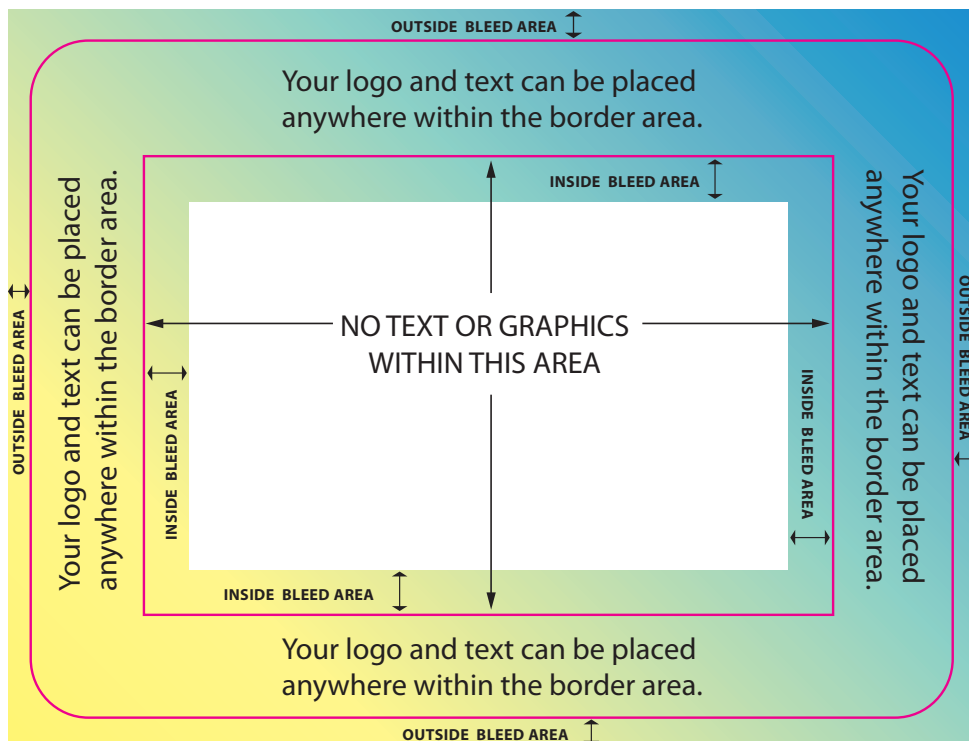 OUTSIDE BLEED AREA
Your logo and text can be placed
anywhere within the border area.
INSIDE BLEED AREA
Your logo and text can be placed
anywhere within the border area.
OUTSIDE BLEED AREA
INSIDE BLEED AREA
NO TEXT OR GRAPHICS
WITHIN THIS AREA
INSIDE BLEED AREA
Your logo and text can be placed
anywhere within the border area.
OUTSIDE BLEED AREA
INSIDE BLEED AREA
Your logo and text can be placed
anywhere within the border area.
OUTSIDE BLEED AREA